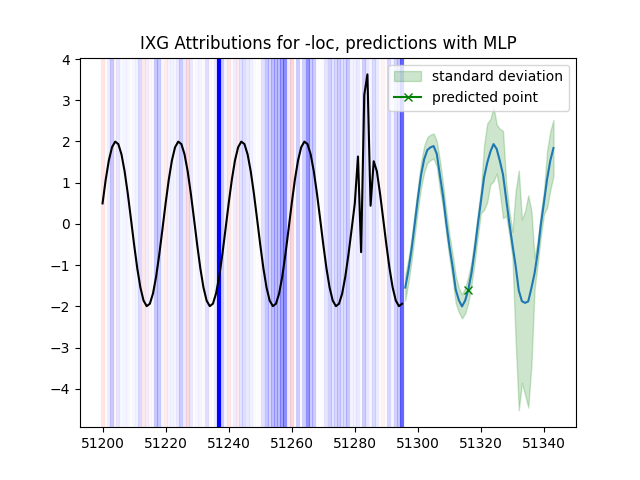 IXG Attributions for -loc, predictions with MLP
standard deviation
predicted point
4
3
2
1
0
−1
−2
−3
−4
51200 51220 51240 51260 51280 51300 51320 51340